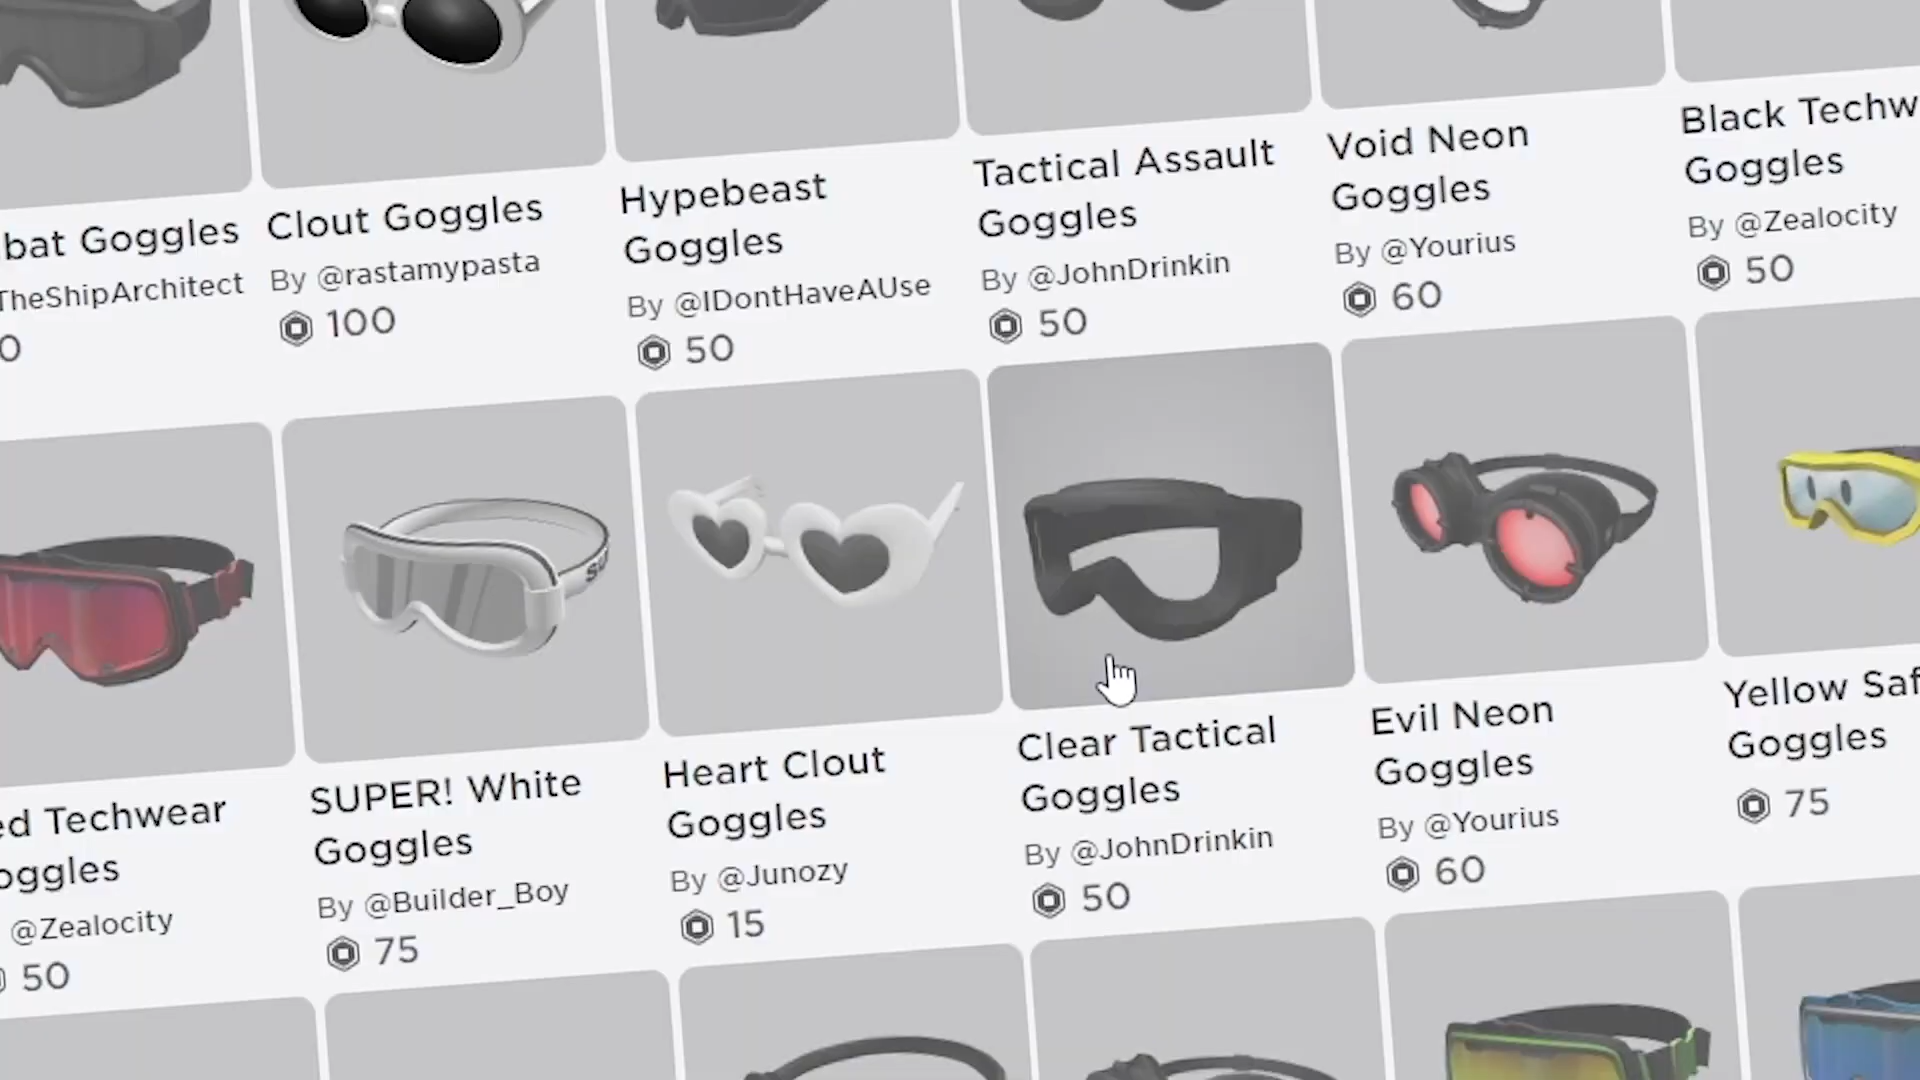 bat Goggles
TheShipArchitect
0
Clout Goggles
By @rastamypasta
100
Hypebeast
Goggles
By @IDontHaveAUse
50
Tactical Assault
Goggles
By @JohnDrinkin
50
Void Neon
Goggles
By @Yourius
60
Black Techw
Goggles
By @Zealocity
50
ed Techwear
oggles
@Zealocity
50
SUPER! White
Goggles
By @Builder_Boy
75
Heart Clout
Goggles
By @Junozy
15
Clear Tactical
Goggles
By @JohnDrinkin
50
Evil Neon
Goggles
By @Yourius
60
Yellow Saf
Goggles
75